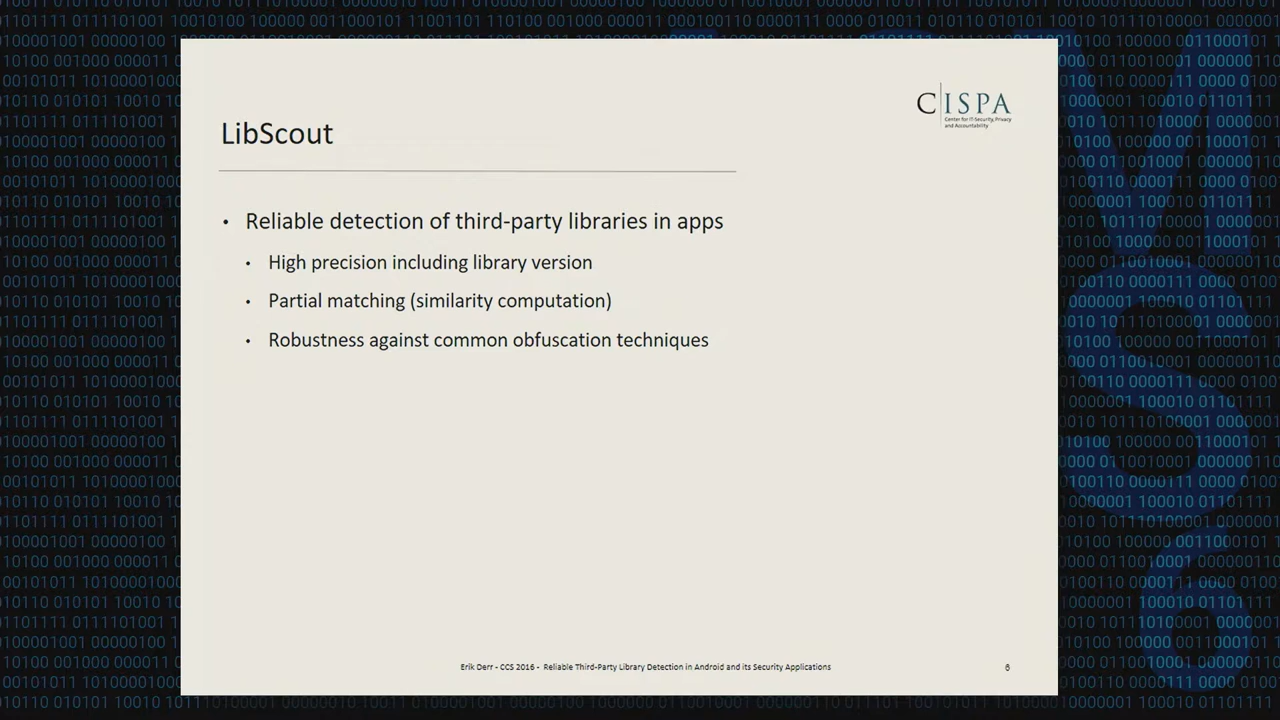 CISPA
Center for IT-Security, Privacy
and Accountability
LibScout
• Reliable detection of third-party libraries in apps
• High precision including library version
• Partial matching (similarity computation)
• Robustness against common obfuscation techniques
Erik Derr - CCS 2016 - Reliable Third-Party Library Detection in Android and its Security Applications
6